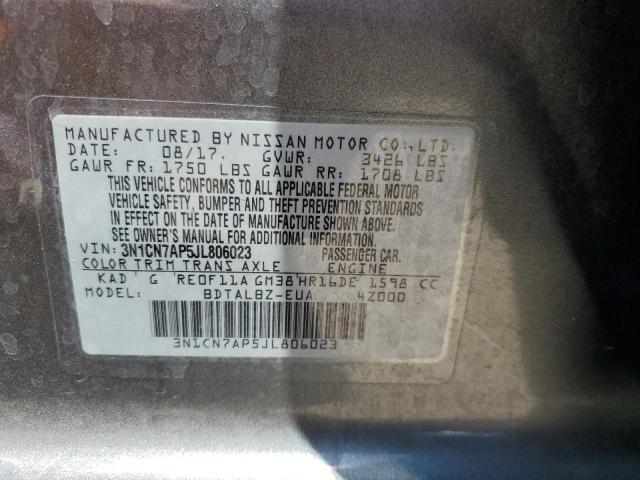 MANUFACTURED BY NISSAN MOTOR CO., LTD.
DATE: 08/17. GVWR: 3426 LBS
GAWR FR: 1750 LBS GAWR RR: 1708 LBS
THIS VEHICLE CONFORMS TO ALL APPLICABLE FEDERAL MOTOR
VEHICLE SAFETY, BUMPER AND THEFT PREVENTION STANDARDS
IN EFFECT ON THE DATE OF MANUFACTURE SHOWN ABOVE.
SEE OWNER'S MANUAL FOR ADDITIONAL INFORMATION.
VIN: 3N1CN7AP5JL806023 PASSENGER CAR.
COLOR TRIM TRANS AXLE ENGINE
KAD G RE0F11A GM38 HR16DE 1598 CC
MODEL: BDTALBZ-EUA 4Z000
3N1CN7AP5JL806023